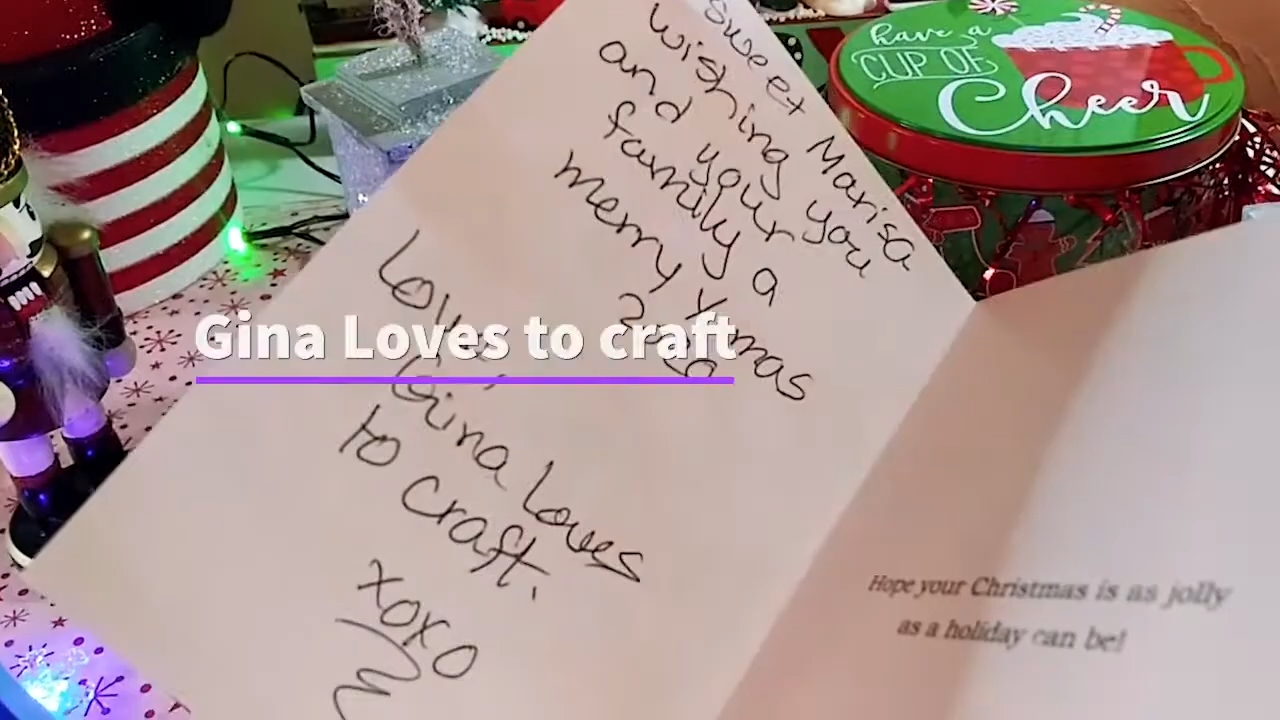 Sweet Marisa
wishing you
and your
family a
merry xmas
Love,
Gina Loves
to craft.
xoxo
Gina Loves to craft
have a
CUP OF
Cheer
Hope your Christmas is as jolly
as a holiday can be!